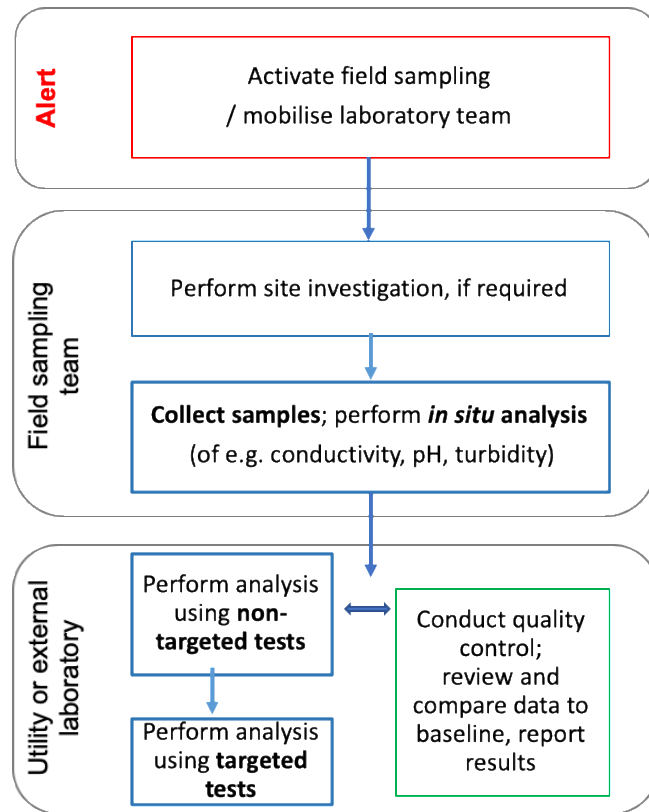 Alert
Activate field sampling
/ mobilise laboratory team
Field sampling
team
Perform site investigation, if required
Collect samples; perform in situ analysis
(of e.g. conductivity, pH, turbidity)
Utility or external
laboratory
Perform analysis
using non-
targeted tests
Conduct quality
control;
review and
compare data to
baseline, report
results
Perform analysis
using targeted
tests